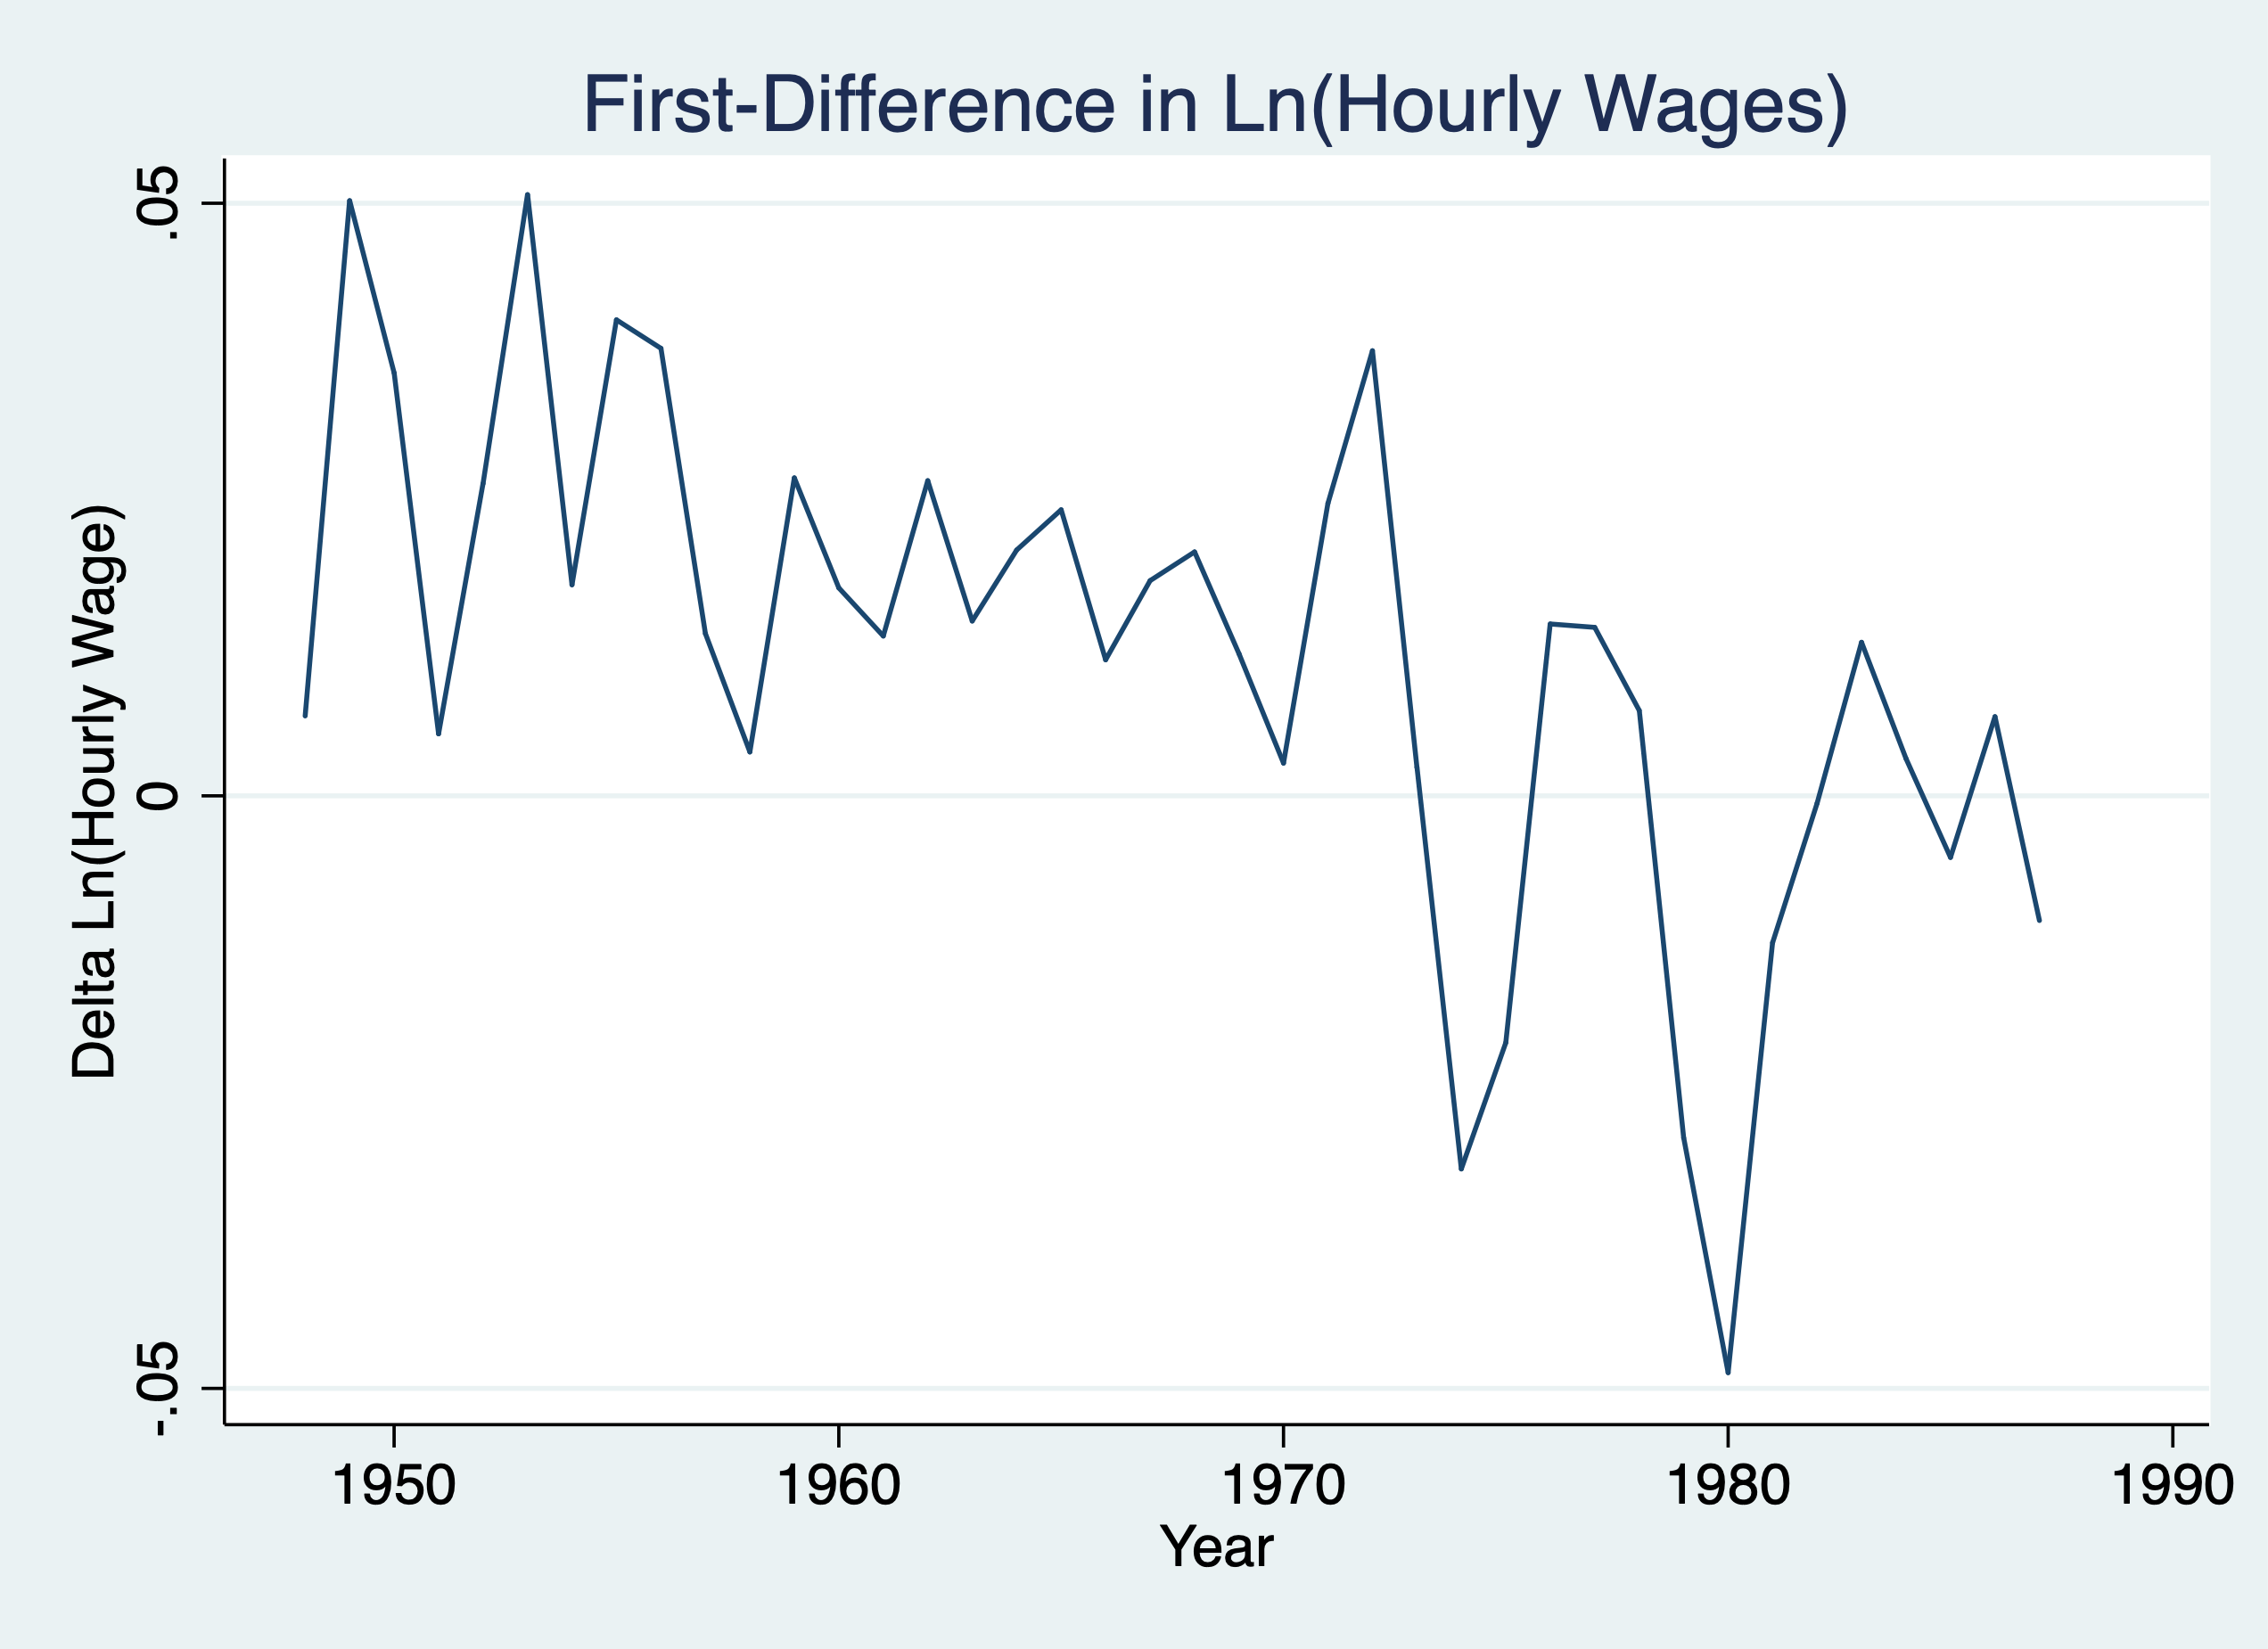 First-Difference in Ln(Hourly Wages)
Delta Ln(Hourly Wage)
.05
0
-.05
1950 1960 1970 1980 1990
Year